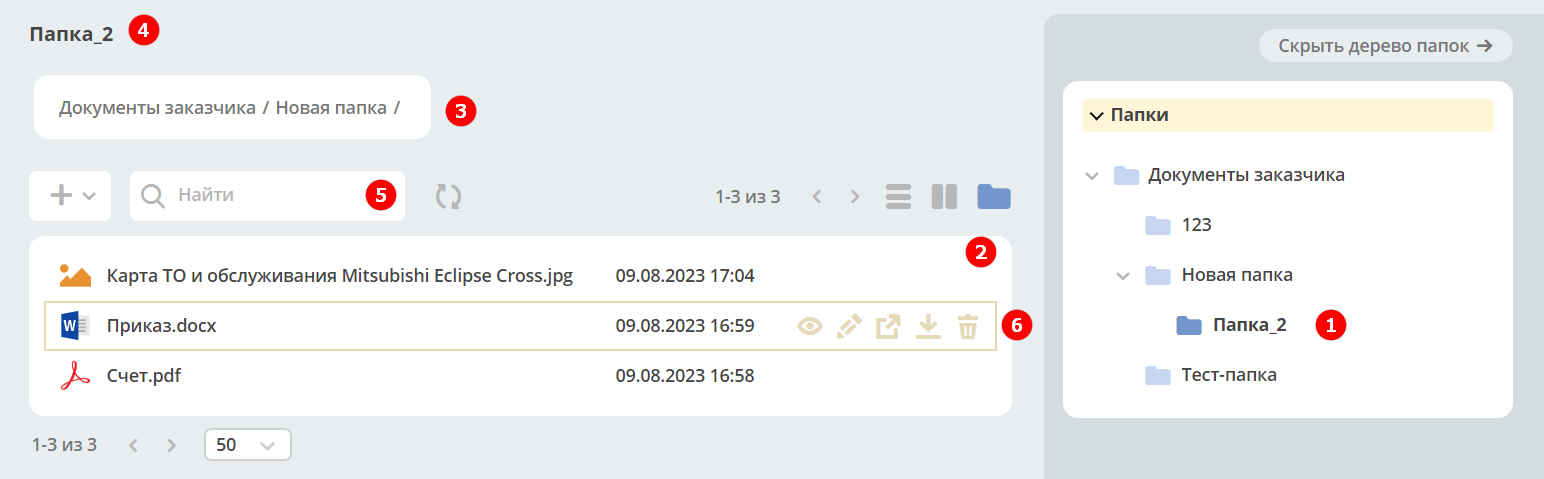 Папка_2 4
Документы заказчика / Новая папка / 3
Найти 5
1-3 из 3
2
Карта ТО и обслуживания Mitsubishi Eclipse Cross.jpg 09.08.2023 17:04
Приказ.docx 09.08.2023 16:59 6
Счет.pdf 09.08.2023 16:58
1-3 из 3 50
Скрыть дерево папок →
Папки
Документы заказчика
123
Новая папка
Папка_2 1
Тест-папка